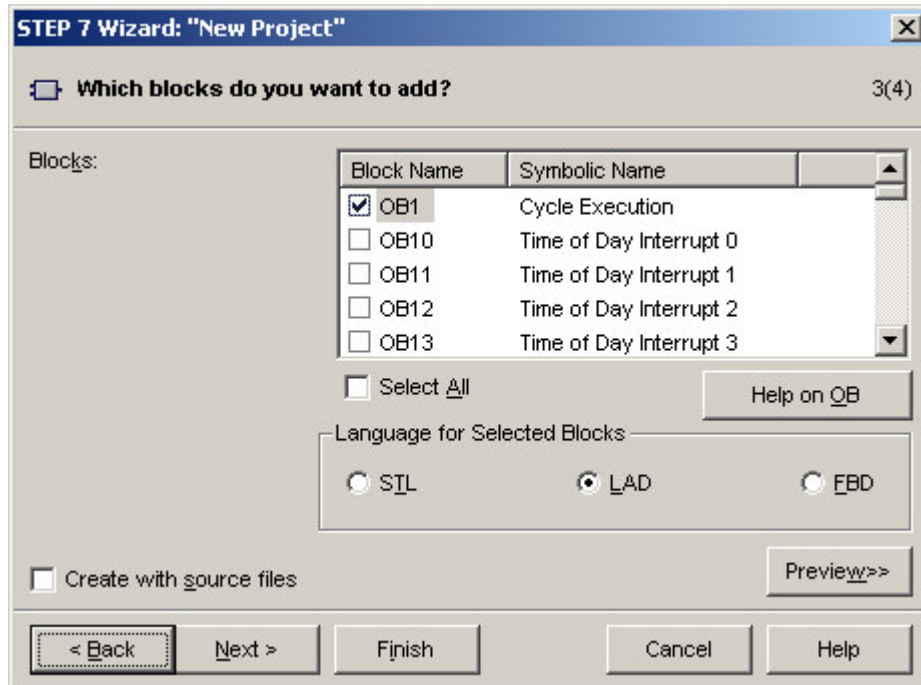 STEP 7 Wizard: "New Project"
Which blocks do you want to add? 3(4)
Blocks:
Block Name Symbolic Name
OB1 Cycle Execution
OB10 Time of Day Interrupt 0
OB11 Time of Day Interrupt 1
OB12 Time of Day Interrupt 2
OB13 Time of Day Interrupt 3
Select All
Help on OB
Language for Selected Blocks
STL LAD FBD
Create with source files
Preview>>
< Back Next > Finish Cancel Help